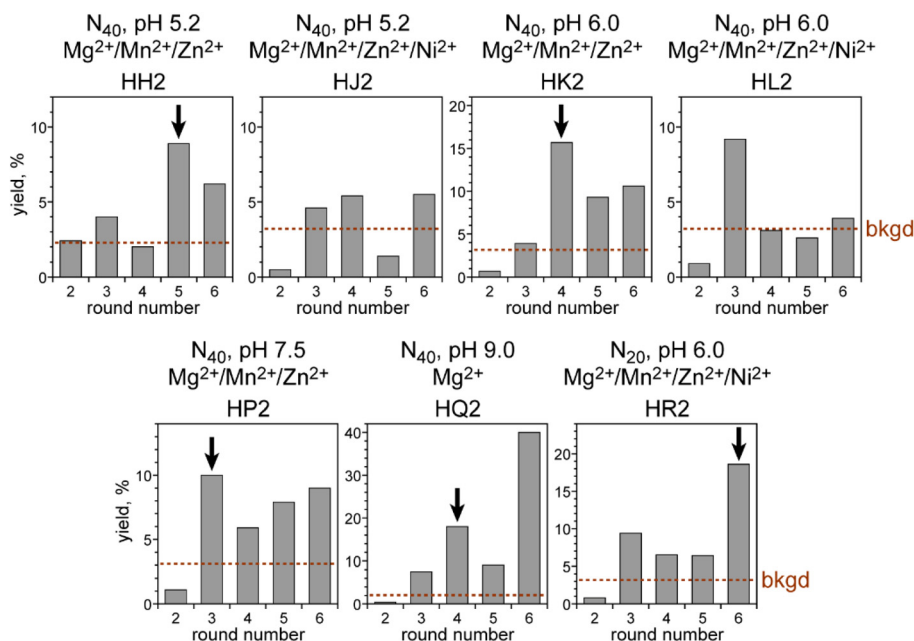 N₄₀, pH 5.2
Mg²⁺/Mn²⁺/Zn²⁺
HH2
N₄₀, pH 5.2
Mg²⁺/Mn²⁺/Zn²⁺/Ni²⁺
HJ2
N₄₀, pH 6.0
Mg²⁺/Mn²⁺/Zn²⁺
HK2
N₄₀, pH 6.0
Mg²⁺/Mn²⁺/Zn²⁺/Ni²⁺
HL2
yield, %
10
5
0
2 3 4 5 6
round number
10
5
0
2 3 4 5 6
round number
20
15
10
5
0
2 3 4 5 6
round number
10
5
0
2 3 4 5 6
round number
bkgd
N₄₀, pH 7.5
Mg²⁺/Mn²⁺/Zn²⁺
HP2
N₄₀, pH 9.0
Mg²⁺
HQ2
N₂₀, pH 6.0
Mg²⁺/Mn²⁺/Zn²⁺/Ni²⁺
HR2
yield, %
10
5
0
2 3 4 5 6
round number
40
30
20
10
0
2 3 4 5 6
round number
20
15
10
5
0
2 3 4 5 6
round number
bkgd